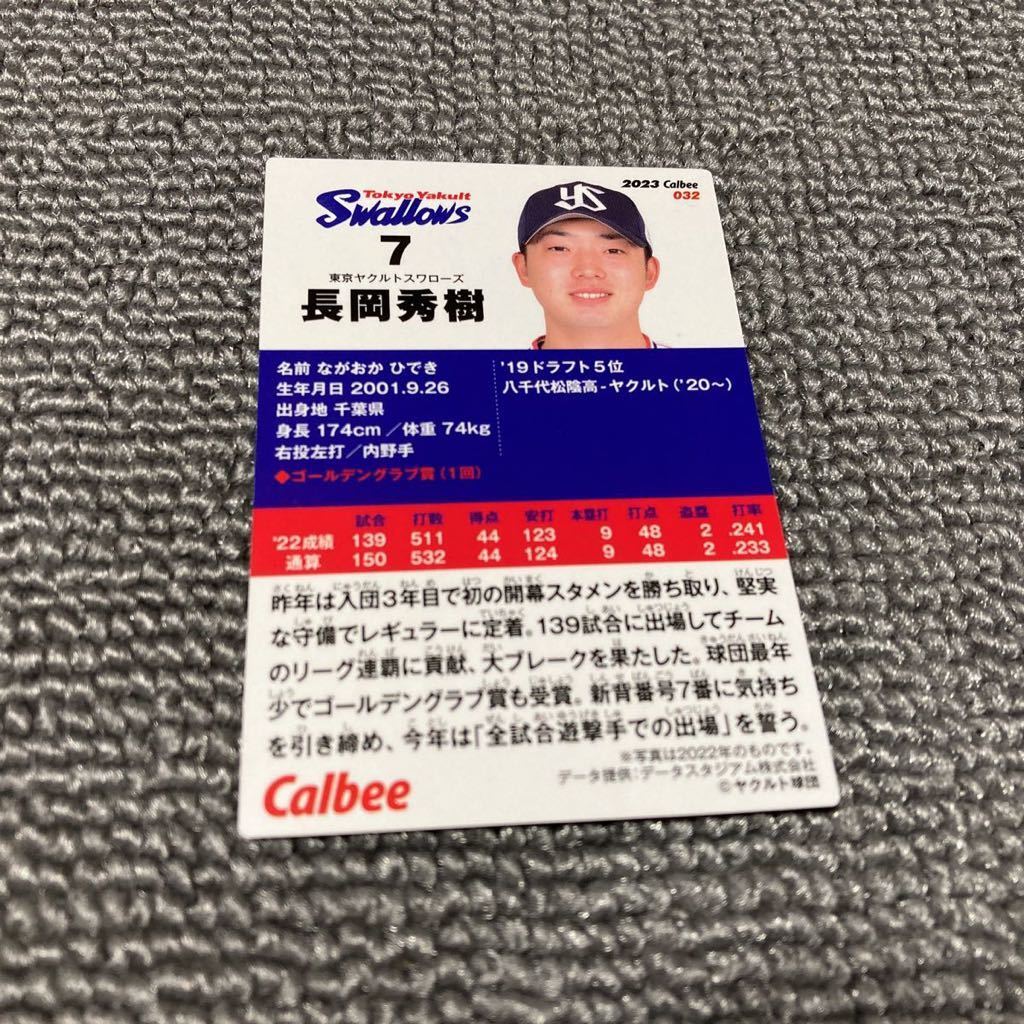 Tokyo Yakult
Swallows
7
東京ヤクルトスワローズ
長岡秀樹
2023 Calbee
032
名前 ながおか ひでき
生年月日 2001.9.26
出身地 千葉県
身長 174cm／体重 74kg
右投左打／内野手
◆ゴールデングラブ賞（1回）
'19ドラフト5位
八千代松陰高-ヤクルト（'20〜）
試合 打数 得点 安打 本塁打 打点 盗塁 打率
'22成績 139 511 44 123 9 48 2 .241
通算 150 532 44 124 9 48 2 .233
昨年は入団3年目で初の開幕スタメンを勝ち取り、堅実
な守備でレギュラーに定着。139試合に出場してチーム
のリーグ連覇に貢献、大ブレークを果たした。球団最年
少でゴールデングラブ賞も受賞。新背番号7番に気持ち
を引き締め、今年は「全試合遊撃手での出場」を誓う。
※写真は2022年のものです。
データ提供：データスタジアム株式会社
©ヤクルト球団
Calbee